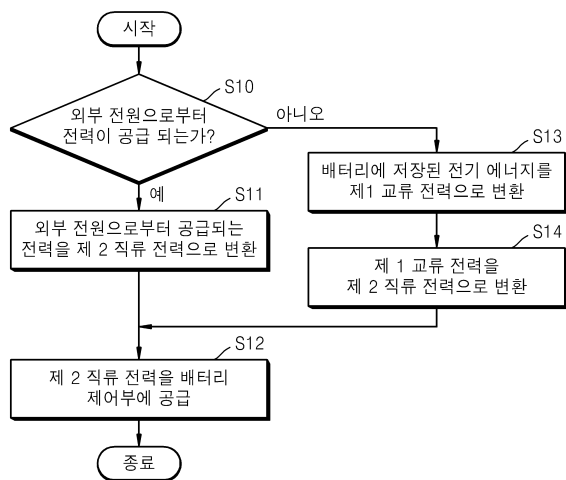 시작
S10
외부 전원으로부터
전력이 공급 되는가?
아니오
예
S11
외부 전원으로부터 공급되는
전력을 제 2 직류 전력으로 변환
S13
배터리에 저장된 전기 에너지를
제1 교류 전력으로 변환
S14
제 1 교류 전력을
제 2 직류 전력으로 변환
S12
제 2 직류 전력을 배터리
제어부에 공급
종료